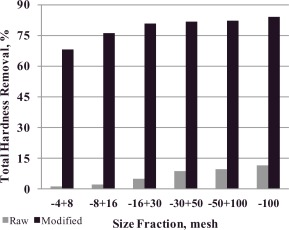 Total Hardness Removal, %
90
75
60
45
30
15
0
-4+8 -8+16 -16+30 -30+50 -50+100 -100
Raw Modified Size Fraction, mesh